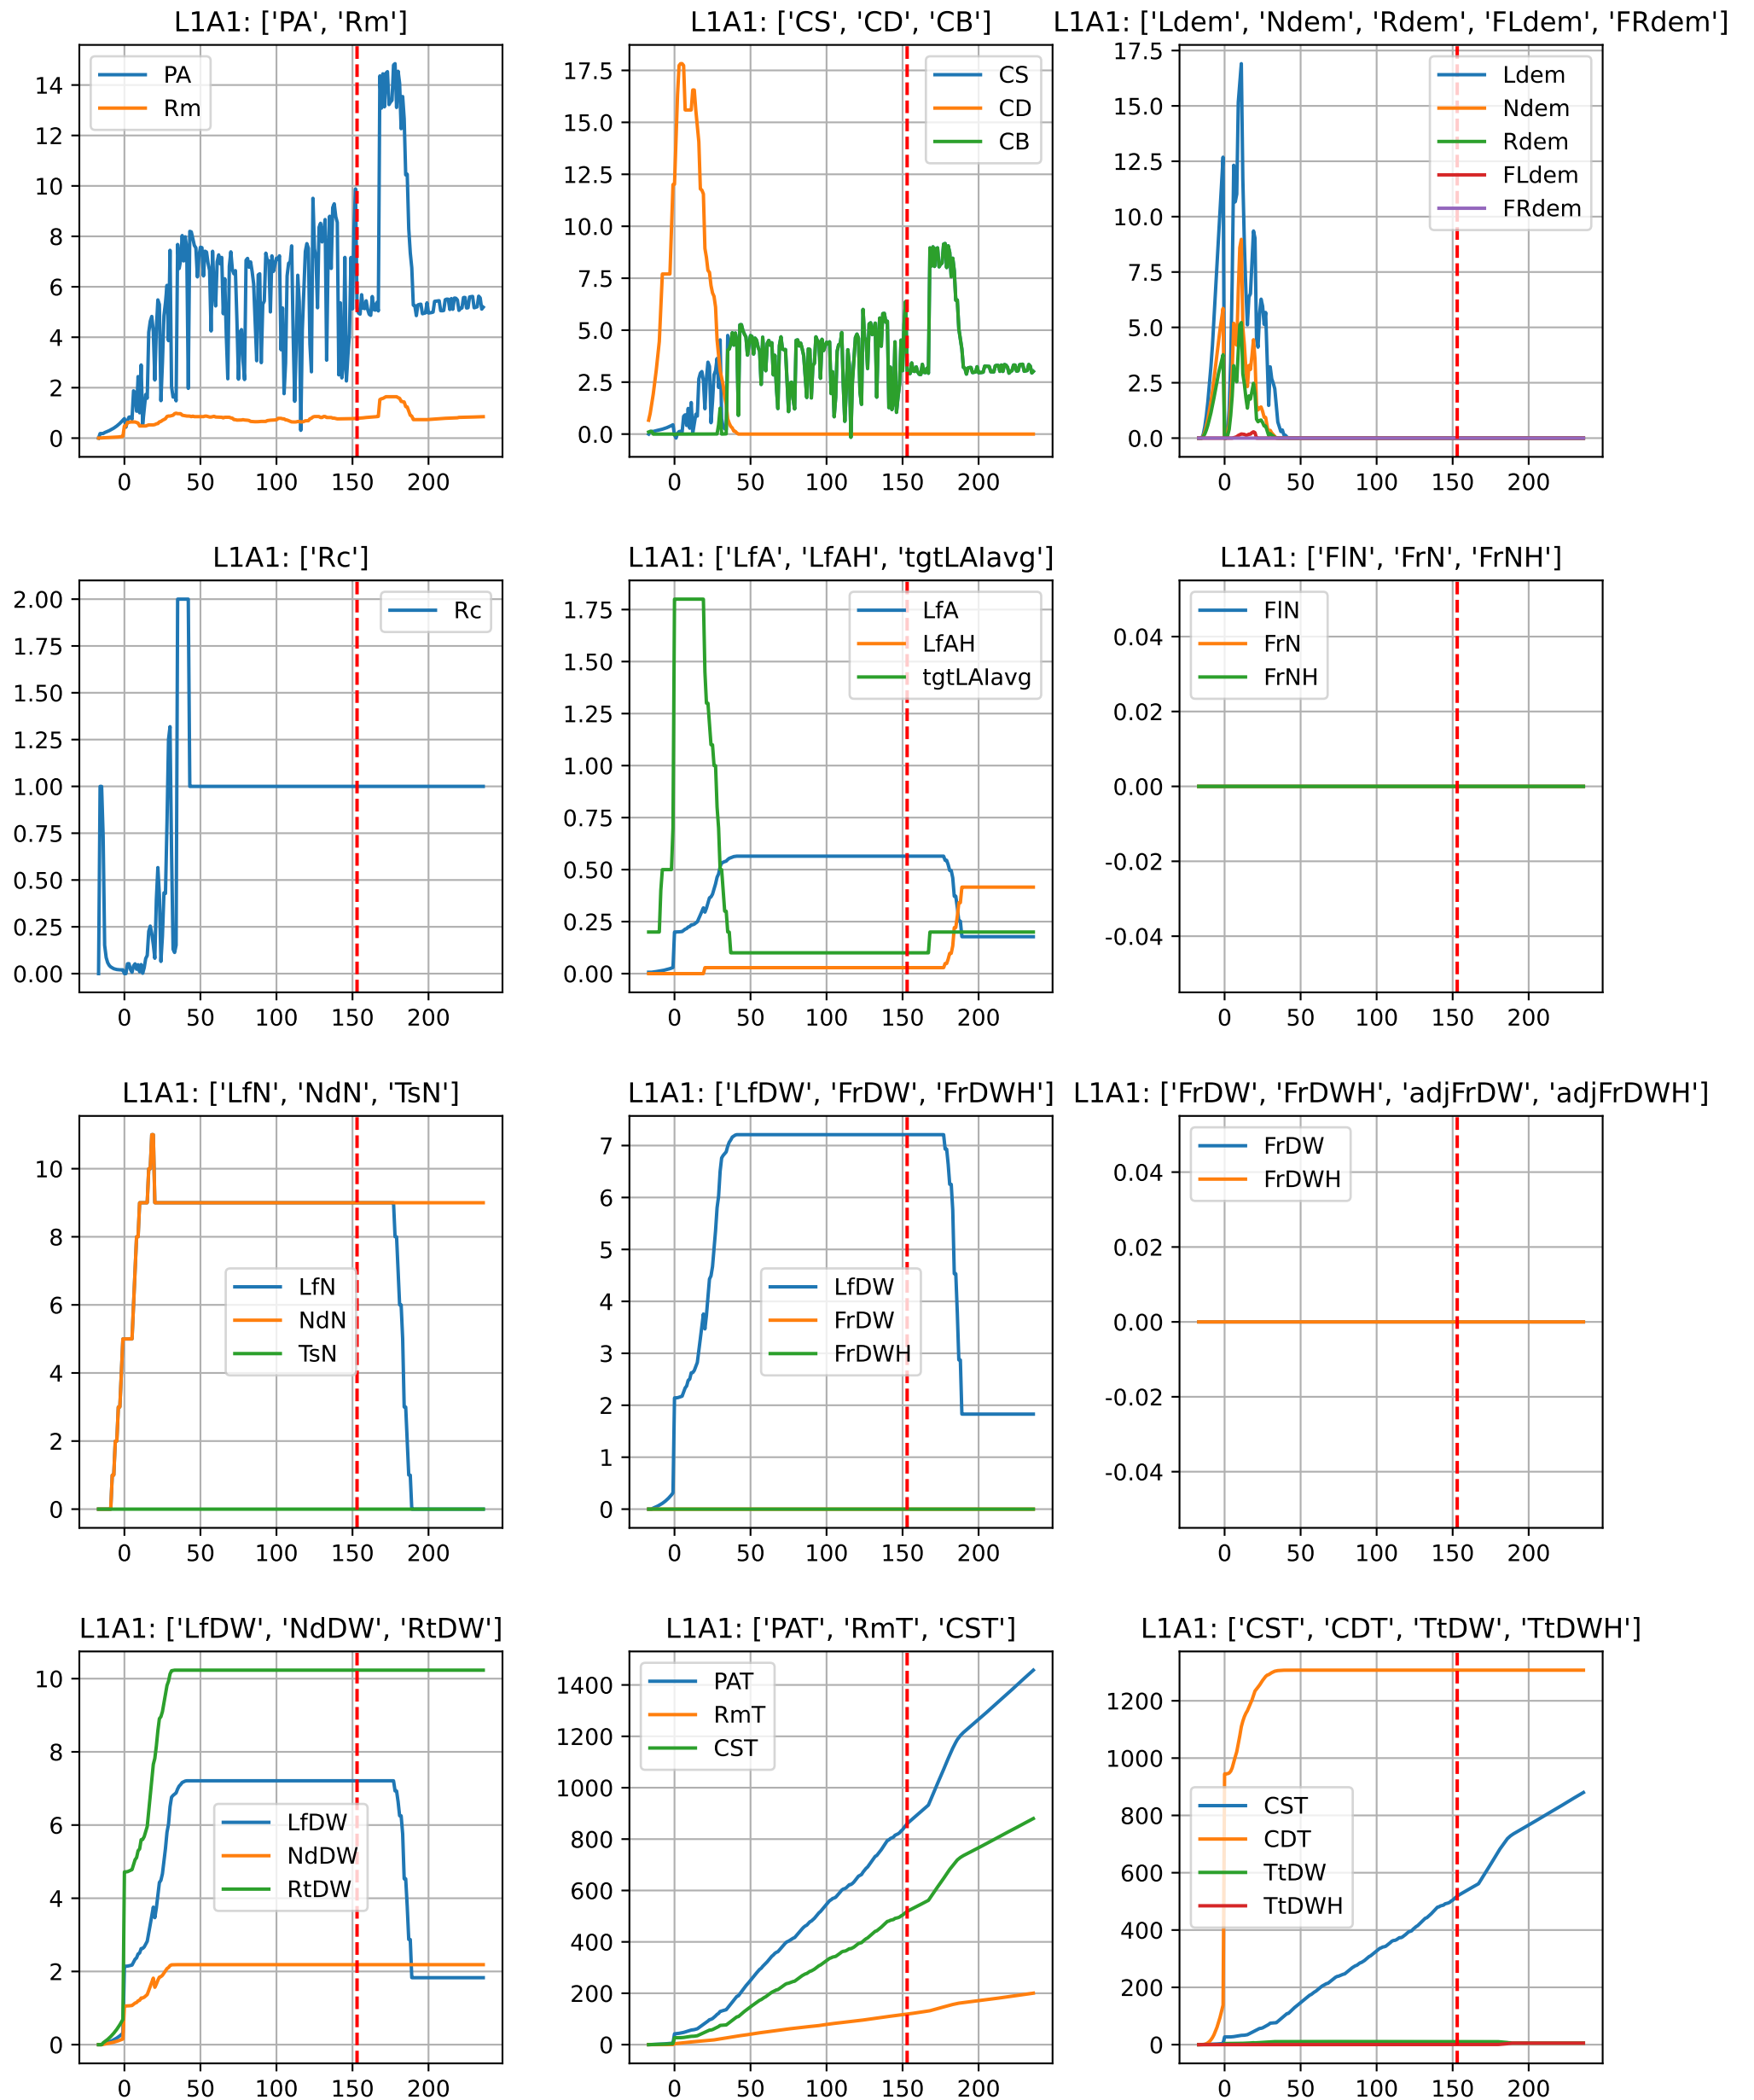 L1A1: ['PA', 'Rm']
PA
Rm
14
12
10
8
6
4
2
0
0 50 100 150 200
L1A1: ['CS', 'CD', 'CB']
CS
CD
CB
17.5
15.0
12.5
10.0
7.5
5.0
2.5
0.0
0 50 100 150 200
L1A1: ['Ldem', 'Ndem', 'Rdem', 'FLdem', 'FRdem']
Ldem
Ndem
Rdem
FLdem
FRdem
17.5
15.0
12.5
10.0
7.5
5.0
2.5
0.0
0 50 100 150 200
L1A1: ['Rc']
Rc
2.00
1.75
1.50
1.25
1.00
0.75
0.50
0.25
0.00
0 50 100 150 200
L1A1: ['LfA', 'LfAH', 'tgtLAIavg']
LfA
LfAH
tgtLAIavg
1.75
1.50
1.25
1.00
0.75
0.50
0.25
0.00
0 50 100 150 200
L1A1: ['FlN', 'FrN', 'FrNH']
FlN
FrN
FrNH
0.04
0.02
0.00
-0.02
-0.04
0 50 100 150 200
L1A1: ['LfN', 'NdN', 'TsN']
LfN
NdN
TsN
10
8
6
4
2
0
0 50 100 150 200
L1A1: ['LfDW', 'FrDW', 'FrDWH']
LfDW
FrDW
FrDWH
7
6
5
4
3
2
1
0
0 50 100 150 200
L1A1: ['FrDW', 'FrDWH', 'adjFrDW', 'adjFrDWH']
FrDW
FrDWH
0.04
0.02
0.00
-0.02
-0.04
0 50 100 150 200
L1A1: ['LfDW', 'NdDW', 'RtDW']
LfDW
NdDW
RtDW
10
8
6
4
2
0
0 50 100 150 200
L1A1: ['PAT', 'RmT', 'CST']
PAT
RmT
CST
1400
1200
1000
800
600
400
200
0
0 50 100 150 200
L1A1: ['CST', 'CDT', 'TtDW', 'TtDWH']
CST
CDT
TtDW
TtDWH
1200
1000
800
600
400
200
0
0 50 100 150 200